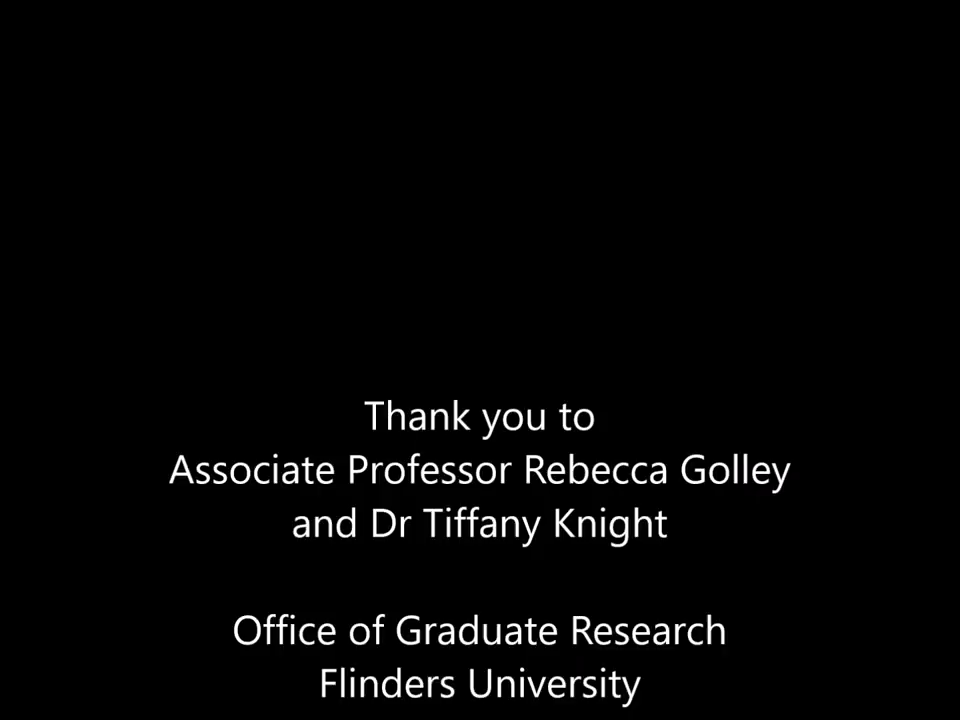 Thank you to
Associate Professor Rebecca Golley
and Dr Tiffany Knight
Office of Graduate Research
Flinders University